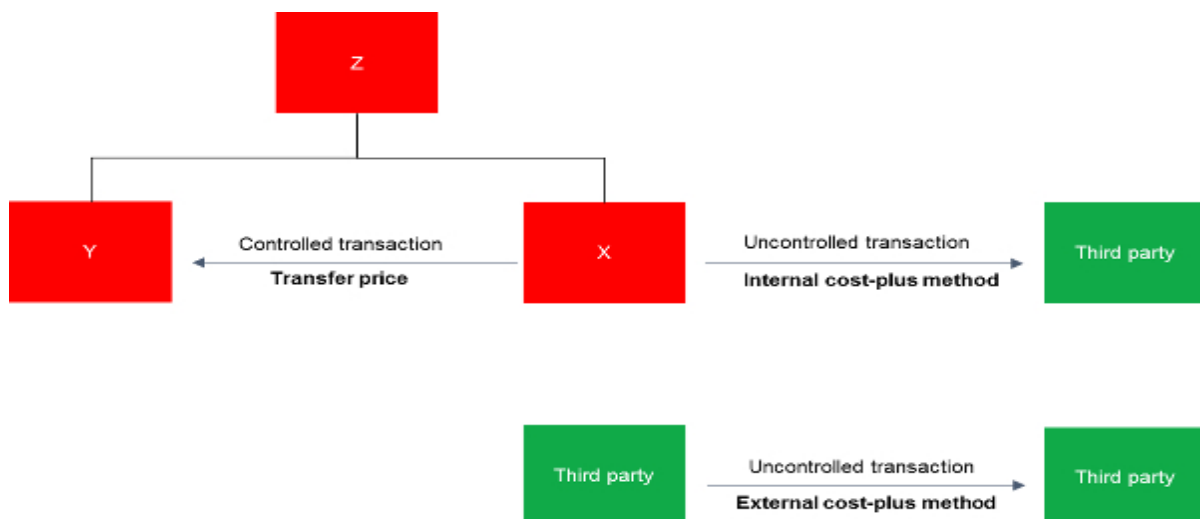 Z
Y
Controlled transaction
Transfer price
X
Uncontrolled transaction
Internal cost-plus method
Third party
Third party
Uncontrolled transaction
External cost-plus method
Third party